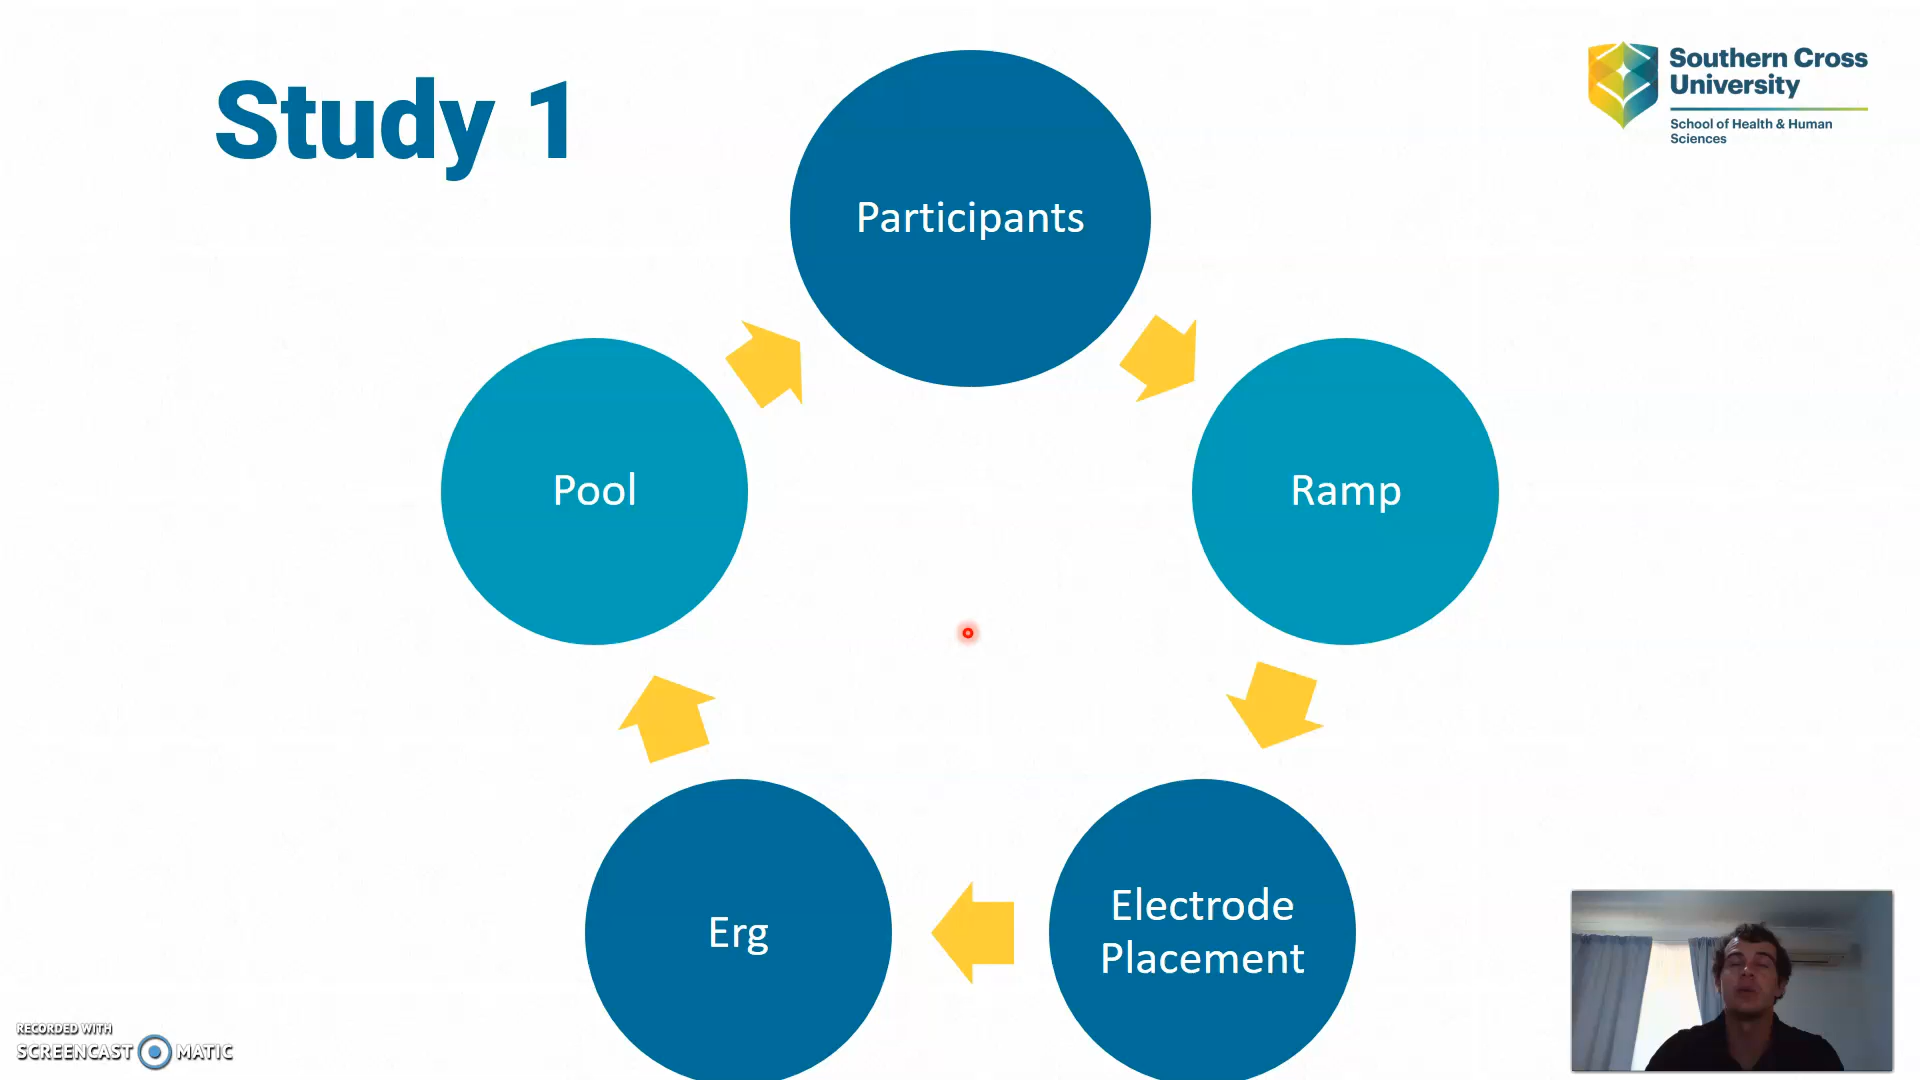 Study 1
Southern Cross
University
School of Health & Human
Sciences
Participants
Pool
Ramp
Erg
Electrode
Placement
RECORDED WITH
SCREENCAST MATIC